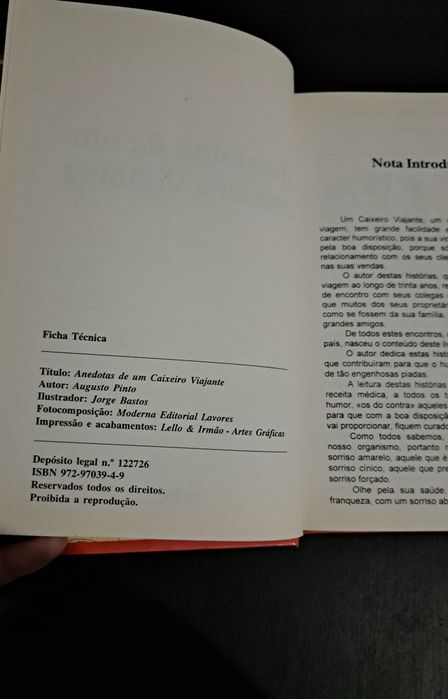 Ficha Técnica
Título: Anedotas de um Caixeiro Viajante
Autor: Augusto Pinto
Ilustrador: Jorge Bastos
Fotocomposição: Moderna Editorial Lavores
Impressão e acabamentos: Lello & Irmão - Artes Gráficas
Depósito legal n.º 122726
ISBN 972-97039-4-9
Reservados todos os direitos.
Proibida a reprodução.
Nota Introd
Um Caixeiro Viajante, um
viagem, tem grande facilidade
caracter humorístico, pois a sua
pela boa disposição, porque
relacionamento com os seus
nas suas vendas.
O autor destas histórias,
viagem ao longo de trinta anos,
de encontro com seus colegas
que muitos dos seus
como se fossem da sua família,
grandes amigos.
De todos estes encontros,
país, nasceu o conteúdo deste
O autor dedica estas
que contribuiram para que o
de tão engenhosas piadas.
A leitura destas histórias
receita médica, a todos os
humor, «os do contra» aqueles
para que com a boa disposição
vai proporcionar, fiquem
Como todos sabemos,
nosso organismo, portanto
sorriso amarelo, aquele que é
sorriso cínico, aquele que
sorriso forçado.
Olhe pela sua saúde,
franqueza, com um sorriso